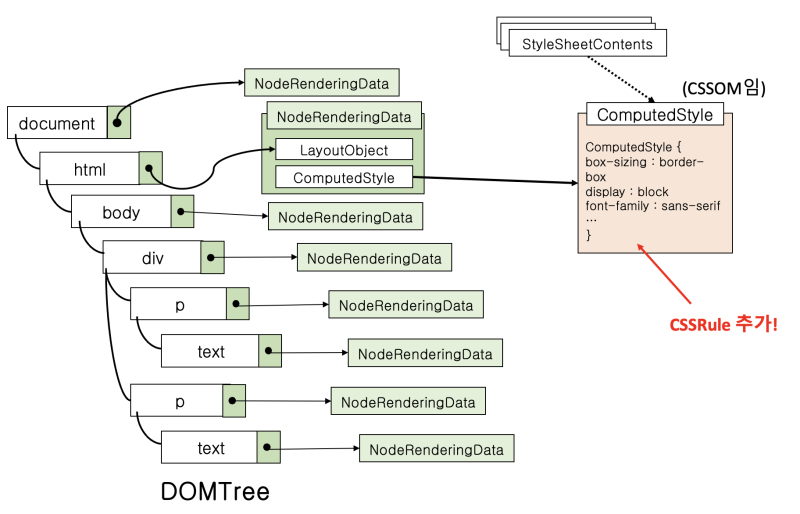 StyleSheetContents
(CSSOM임)
ComputedStyle
ComputedStyle {
box-sizing : border-
box
display : block
font-family : sans-serif
...
}
CSSRule 추가!
NodeRenderingData
document
NodeRenderingData
LayoutObject
ComputedStyle
html
body
NodeRenderingData
div
NodeRenderingData
p
NodeRenderingData
text
NodeRenderingData
p
NodeRenderingData
text
NodeRenderingData
DOMTree